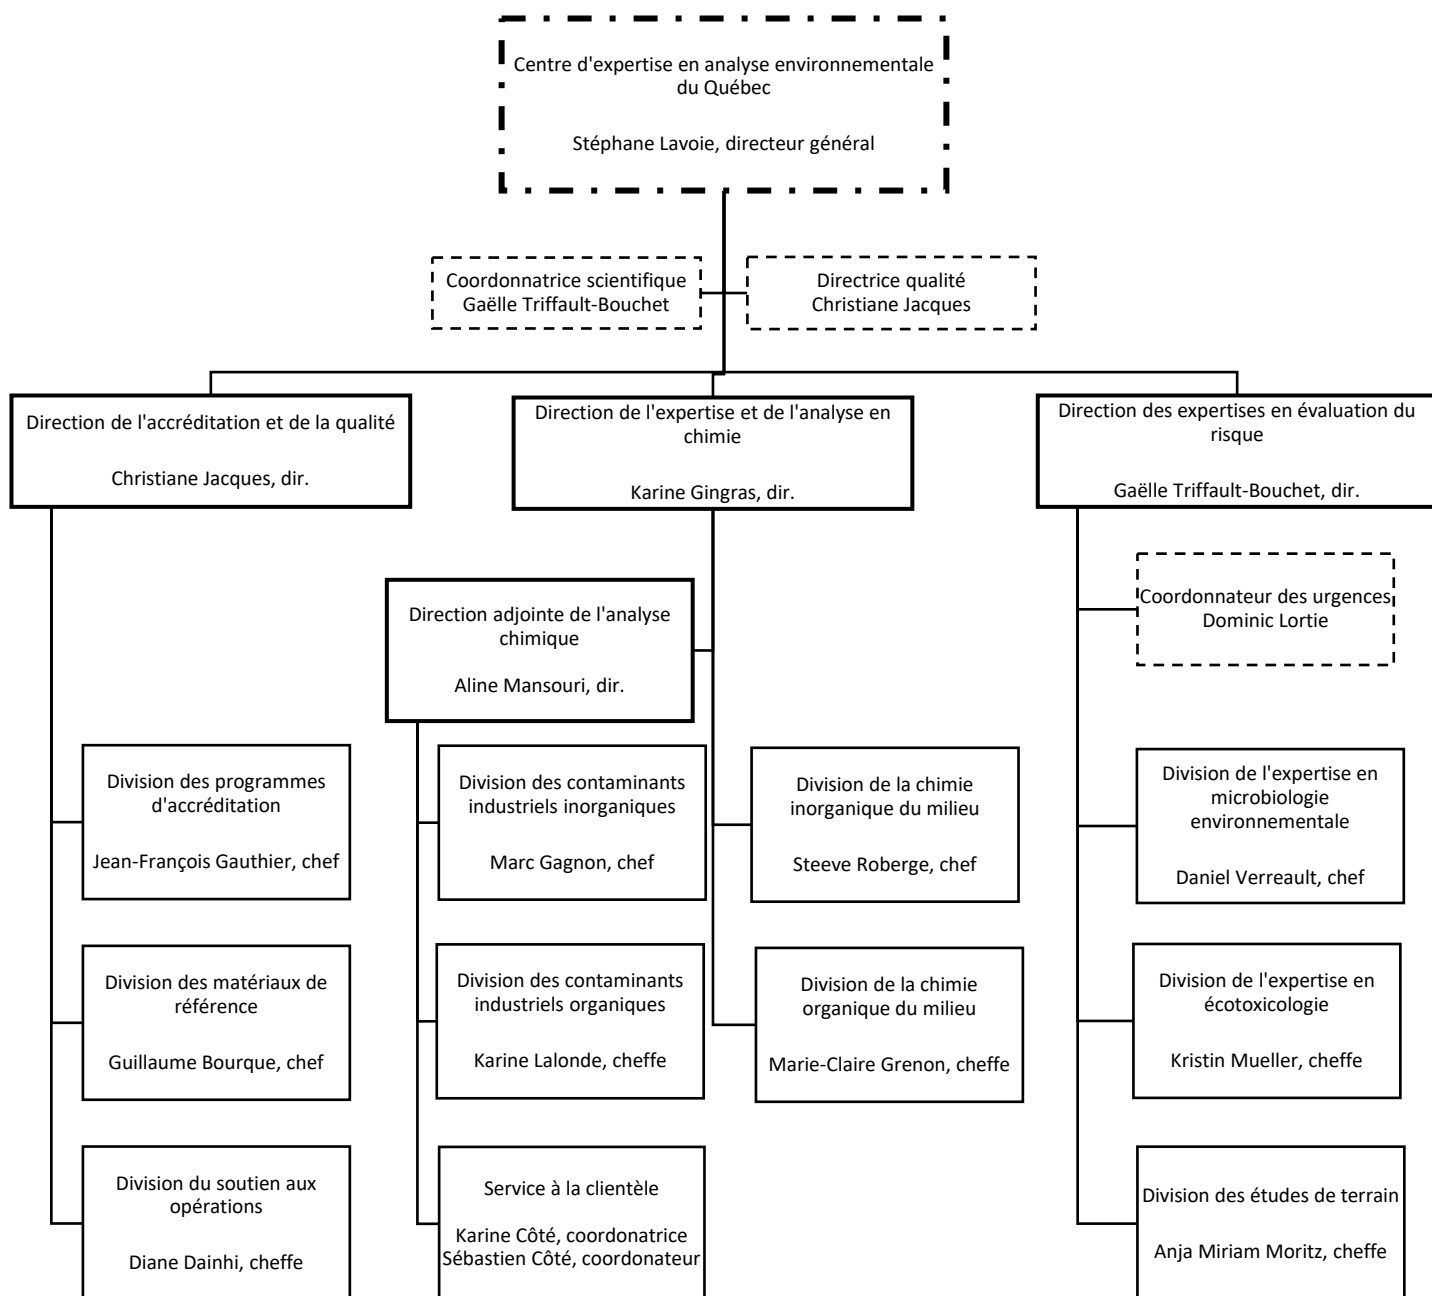 Centre d'expertise en analyse environnementale
du Québec
Stéphane Lavoie, directeur général
Coordonnatrice scientifique
Gaëlle Triffault-Bouchet
Directrice qualité
Christiane Jacques
Direction de l'accréditation et de la qualité
Christiane Jacques, dir.
Direction de l'expertise et de l'analyse en
chimie
Karine Gingras, dir.
Direction des expertises en évaluation du
risque
Gaëlle Triffault-Bouchet, dir.
Coordonnateur des urgences
Dominic Lortie
Direction adjointe de l'analyse
chimique
Aline Mansouri, dir.
Division des programmes
d'accréditation
Jean-François Gauthier, chef
Division des contaminants
industriels inorganiques
Marc Gagnon, chef
Division de la chimie
inorganique du milieu
Steeve Roberge, chef
Division de l'expertise en
microbiologie
environnementale
Daniel Verreault, chef
Division des matériaux de
référence
Guillaume Bourque, chef
Division des contaminants
industriels organiques
Karine Lalonde, cheffe
Division de la chimie
organique du milieu
Marie-Claire Grenon, cheffe
Division de l'expertise en
écotoxicologie
Kristin Mueller, cheffe
Division du soutien aux
opérations
Diane Dainhi, cheffe
Service à la clientèle
Karine Côté, coordonatrice
Sébastien Côté, coordonateur
Division des études de terrain
Anja Miriam Moritz, cheffe